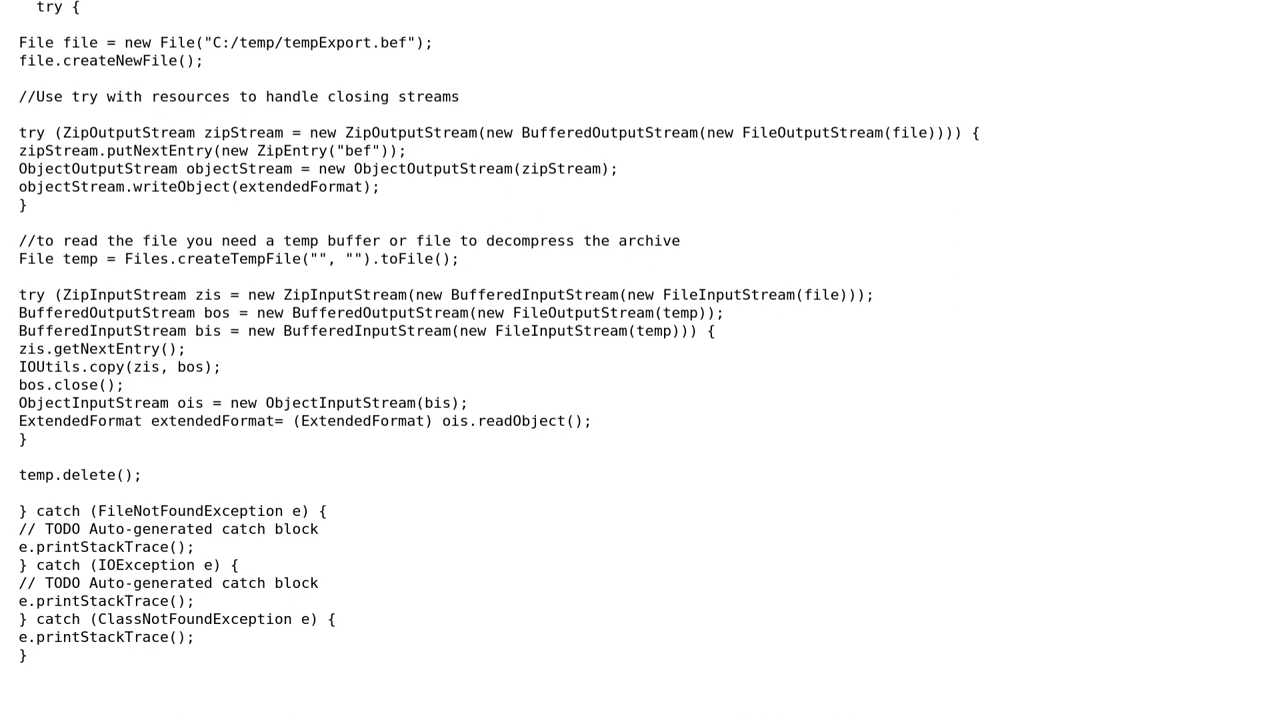 try {
File file = new File("C:/temp/tempExport.bef");
file.createNewFile();
//Use try with resources to handle closing streams
try (ZipOutputStream zipStream = new ZipOutputStream(new BufferedOutputStream(new FileOutputStream(file)))) {
zipStream.putNextEntry(new ZipEntry("bef"));
ObjectOutputStream objectStream = new ObjectOutputStream(zipStream);
objectStream.writeObject(extendedFormat);
}
//to read the file you need a temp buffer or file to decompress the archive
File temp = Files.createTempFile("", "").toFile();
try (ZipInputStream zis = new ZipInputStream(new BufferedInputStream(new FileInputStream(file)));
BufferedOutputStream bos = new BufferedOutputStream(new FileOutputStream(temp));
BufferedInputStream bis = new BufferedInputStream(new FileInputStream(temp))) {
zis.getNextEntry();
IOUtils.copy(zis, bos);
bos.close();
ObjectInputStream ois = new ObjectInputStream(bis);
ExtendedFormat extendedFormat= (ExtendedFormat) ois.readObject();
}
temp.delete();
} catch (FileNotFoundException e) {
// TODO Auto-generated catch block
e.printStackTrace();
} catch (IOException e) {
// TODO Auto-generated catch block
e.printStackTrace();
} catch (ClassNotFoundException e) {
e.printStackTrace();
}